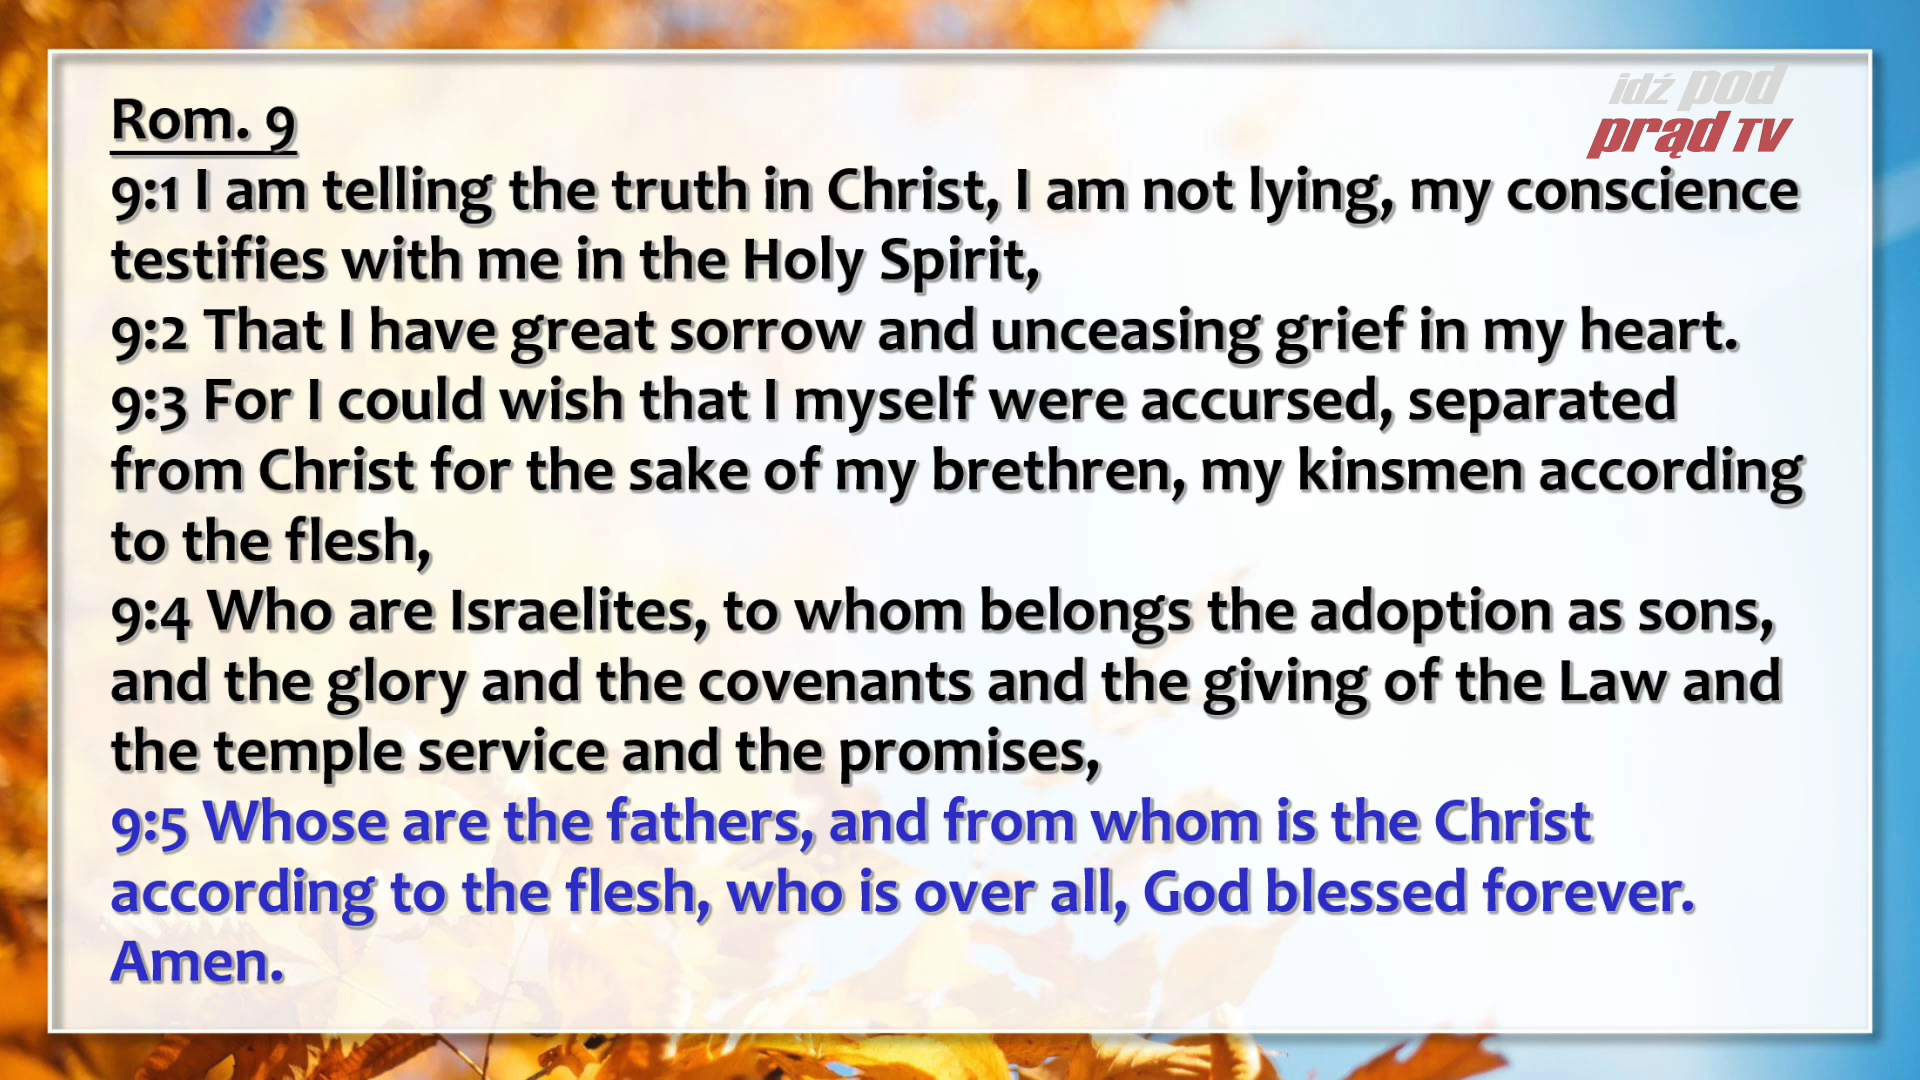 idź pod
prąd TV
Rom. 9
9:1 I am telling the truth in Christ, I am not lying, my conscience
testifies with me in the Holy Spirit,
9:2 That I have great sorrow and unceasing grief in my heart.
9:3 For I could wish that I myself were accursed, separated
from Christ for the sake of my brethren, my kinsmen according
to the flesh,
9:4 Who are Israelites, to whom belongs the adoption as sons,
and the glory and the covenants and the giving of the Law and
the temple service and the promises,
9:5 Whose are the fathers, and from whom is the Christ
according to the flesh, who is over all, God blessed forever.
Amen.